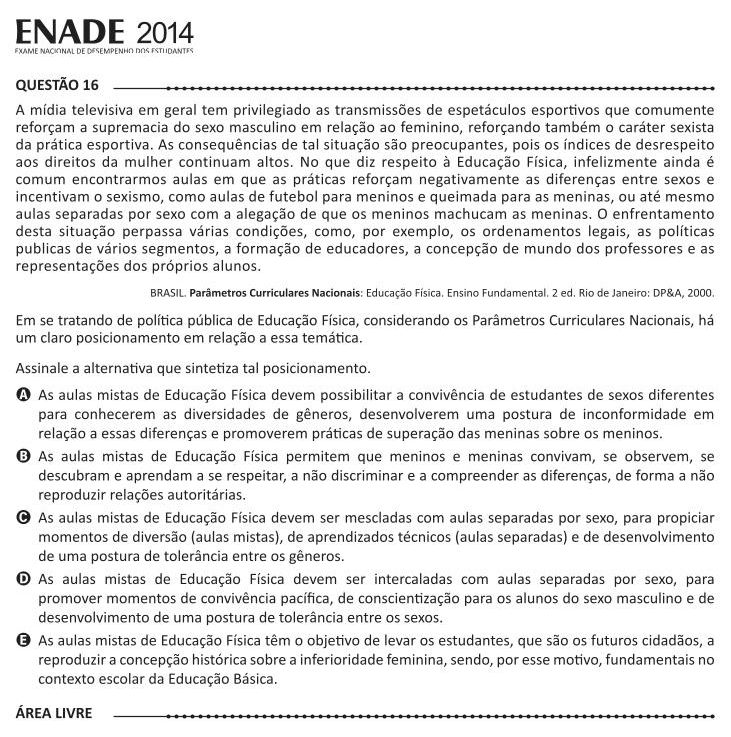 ENADE 2014
EXAME NACIONAL DE DESEMPENHO DOS ESTUDANTES
QUESTÃO 16
A mídia televisiva em geral tem privilegiado as transmissões de espetáculos esportivos que comumente
reforçam a supremacia do sexo masculino em relação ao feminino, reforçando também o caráter sexista
da prática esportiva. As consequências de tal situação são preocupantes, pois os índices de desrespeito
aos direitos da mulher continuam altos. No que diz respeito à Educação Física, infelizmente ainda é
comum encontrarmos aulas em que as práticas reforçam negativamente as diferenças entre sexos e
incentivam o sexismo, como aulas de futebol para meninos e queimada para as meninas, ou até mesmo
aulas separadas por sexo com a alegação de que os meninos machucam as meninas. O enfrentamento
desta situação perpassa várias condições, como, por exemplo, os ordenamentos legais, as políticas
publicas de vários segmentos, a formação de educadores, a concepção de mundo dos professores e as
representações dos próprios alunos.
BRASIL. Parâmetros Curriculares Nacionais: Educação Física. Ensino Fundamental. 2 ed. Rio de Janeiro: DP&A, 2000.
Em se tratando de política pública de Educação Física, considerando os Parâmetros Curriculares Nacionais, há
um claro posicionamento em relação a essa temática.
Assinale a alternativa que sintetiza tal posicionamento.
A As aulas mistas de Educação Física devem possibilitar a convivência de estudantes de sexos diferentes
para conhecerem as diversidades de gêneros, desenvolverem uma postura de inconformidade em
relação a essas diferenças e promoverem práticas de superação das meninas sobre os meninos.
B As aulas mistas de Educação Física permitem que meninos e meninas convivam, se observem, se
descubram e aprendam a se respeitar, a não discriminar e a compreender as diferenças, de forma a não
reproduzir relações autoritárias.
C As aulas mistas de Educação Física devem ser mescladas com aulas separadas por sexo, para propiciar
momentos de diversão (aulas mistas), de aprendizados técnicos (aulas separadas) e de desenvolvimento
de uma postura de tolerância entre os gêneros.
D As aulas mistas de Educação Física devem ser intercaladas com aulas separadas por sexo, para
promover momentos de convivência pacífica, de conscientização para os alunos do sexo masculino e de
desenvolvimento de uma postura de tolerância entre os sexos.
E As aulas mistas de Educação Física têm o objetivo de levar os estudantes, que são os futuros cidadãos, a
reproduzir a concepção histórica sobre a inferioridade feminina, sendo, por esse motivo, fundamentais no
contexto escolar da Educação Básica.
ÁREA LIVRE